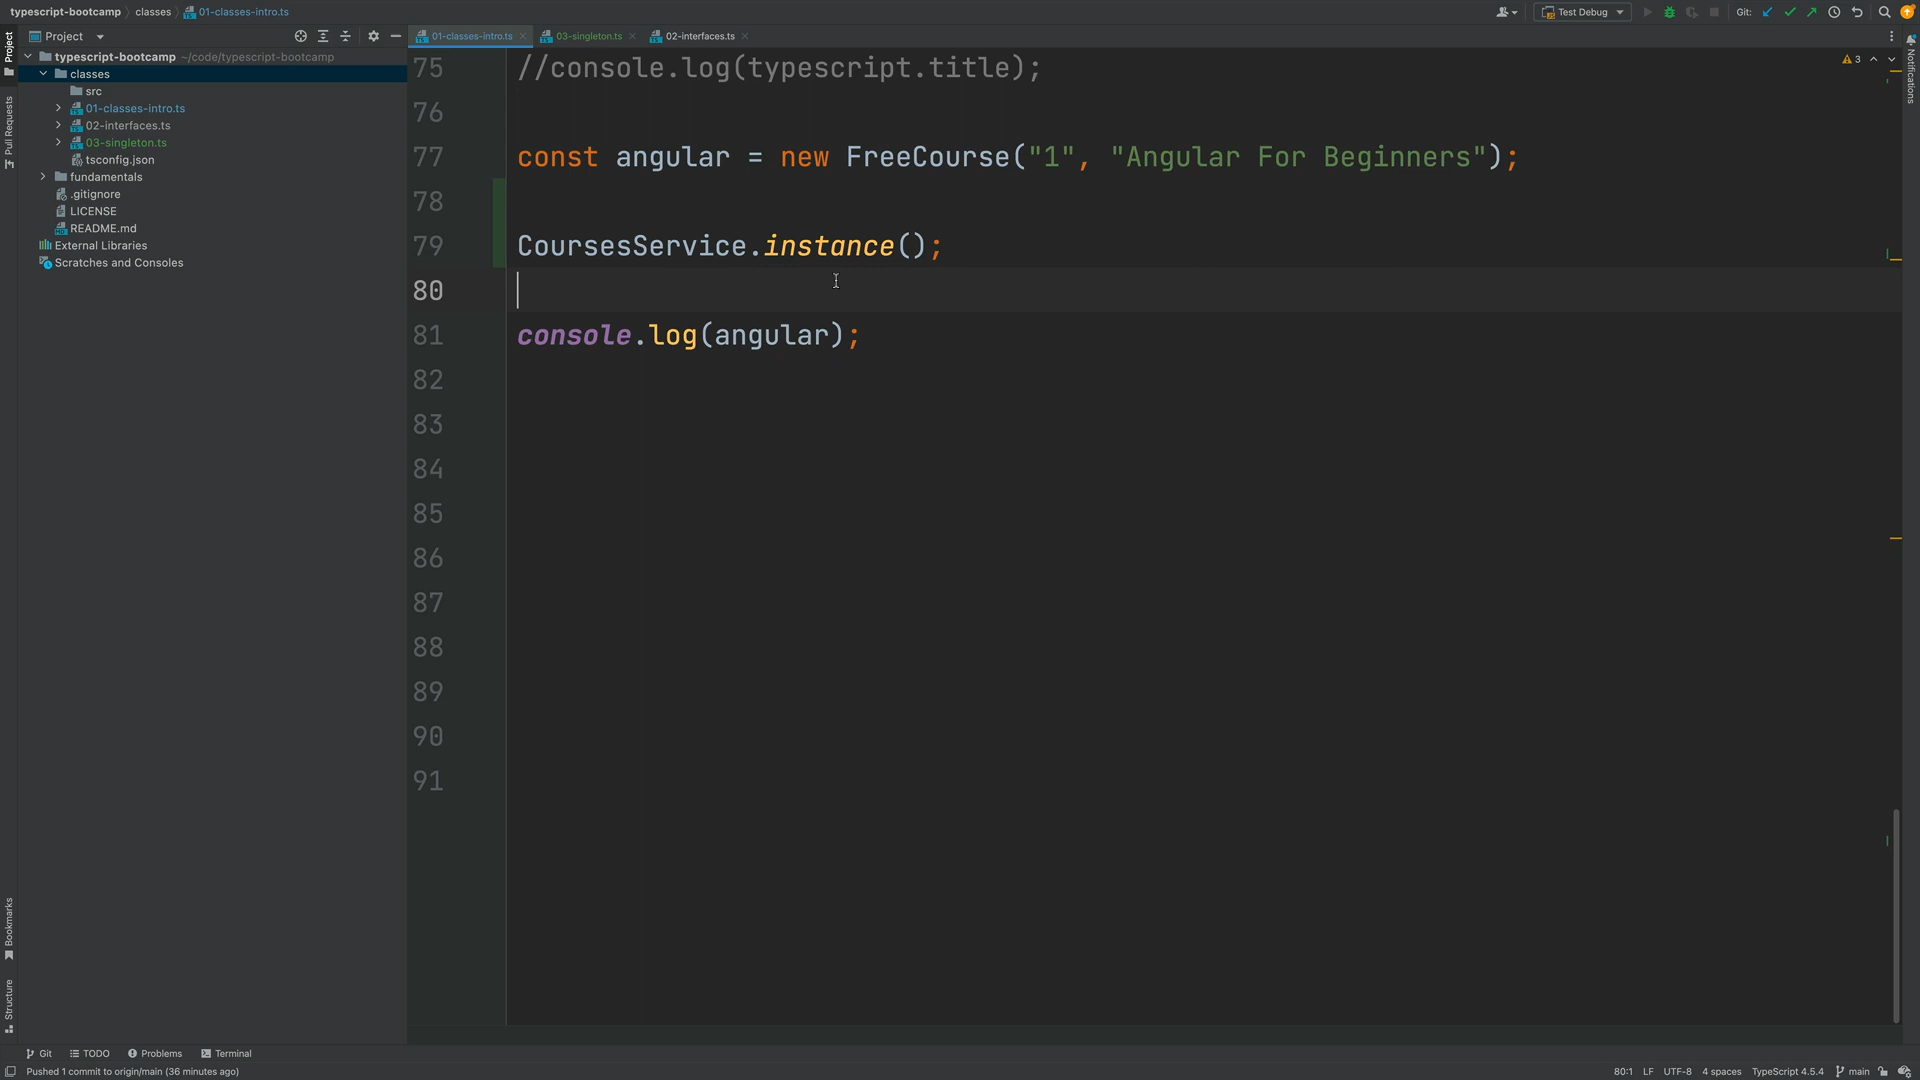 typescript-bootcamp classes 01-classes-intro.ts
Test Debug
Git:
Project
01-classes-intro.ts
03-singleton.ts
02-interfaces.ts
Project
Pull Requests
Bookmarks
Structure
Notifications
typescript-bootcamp ~/code/typescript-bootcamp
classes
src
01-classes-intro.ts
02-interfaces.ts
03-singleton.ts
tsconfig.json
fundamentals
.gitignore
LICENSE
README.md
External Libraries
Scratches and Consoles
3
75 //console.log(typescript.title);
76
77 const angular = new FreeCourse("1", "Angular For Beginners");
78
79 CoursesService.instance();
80
81 console.log(angular);
82
83
84
85
86
87
88
89
90
91
Git TODO Problems Terminal
Pushed 1 commit to origin/main (36 minutes ago)
80:1 LF UTF-8 4 spaces TypeScript 4.5.4 main